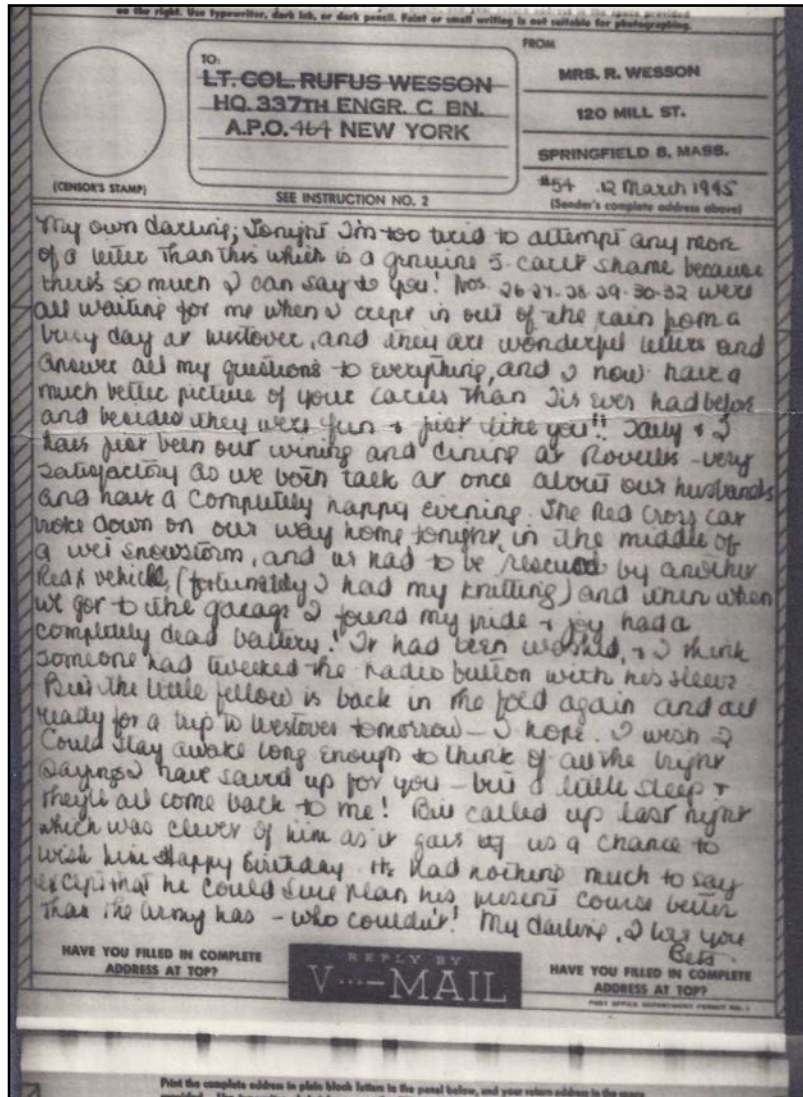 on the right. Use typewriter, dark ink, or dark pencil. Faint or small writing is not suitable for photographing.
TO:
LT. COL. RUFUS WESSON
HQ. 337TH ENGR. C BN.
A.P.O. 464 NEW YORK
(CENSOR'S STAMP)
SEE INSTRUCTION NO. 2
FROM
MRS. R. WESSON
120 MILL ST.
SPRINGFIELD 8, MASS.
#54 12 March 1945
(Sender's complete address above)
My own darling; Tonight I'm too tired to attempt any more
of a letter than this which is a genuine 5-carat shame because
there's so much I can say to you! Nos. 26-27-28-29-30-32 were
all waiting for me when I crept in out of the rain from a
busy day at Westover, and they are wonderful letters and
answer all my questions to everything, and I now have a
much better picture of your than I've ever had before
and besides they were fun & just like you!! & I
have just been out wining and dining at Rovellis - very
satisfactory as we both talk at once about our husbands
and have a completely happy evening. The Red Cross car
broke down on our way home tonight, in the middle of
a wet snowstorm, and we had to be rescued by another
Red X vehicle, (fortunately I had my knitting) and then when
we got to the garage I found my pride & joy had a
completely dead battery! It had been washed, & I think
someone had tweeked the radio button with his sleeve
But the little fellow is back in the fold again and all
ready for a trip to Westover tomorrow - I hope. I wish I
could stay awake long enough to think of all the bright
sayings I have saved up for you - but a little sleep &
they'll all come back to me! Bill called up last night
which was clever of him as it gave us a chance to
wish him Happy Birthday. He had nothing much to say
except that he could sure plan his present course better
than the Army has - who couldn't! My darling, I love you
Bets
HAVE YOU FILLED IN COMPLETE
ADDRESS AT TOP?
REPLY BY
V···-MAIL
HAVE YOU FILLED IN COMPLETE
ADDRESS AT TOP?
POST OFFICE DEPARTMENT PERMIT NO.
Print the complete address in plain block letters in the panel below, and your return address in the space